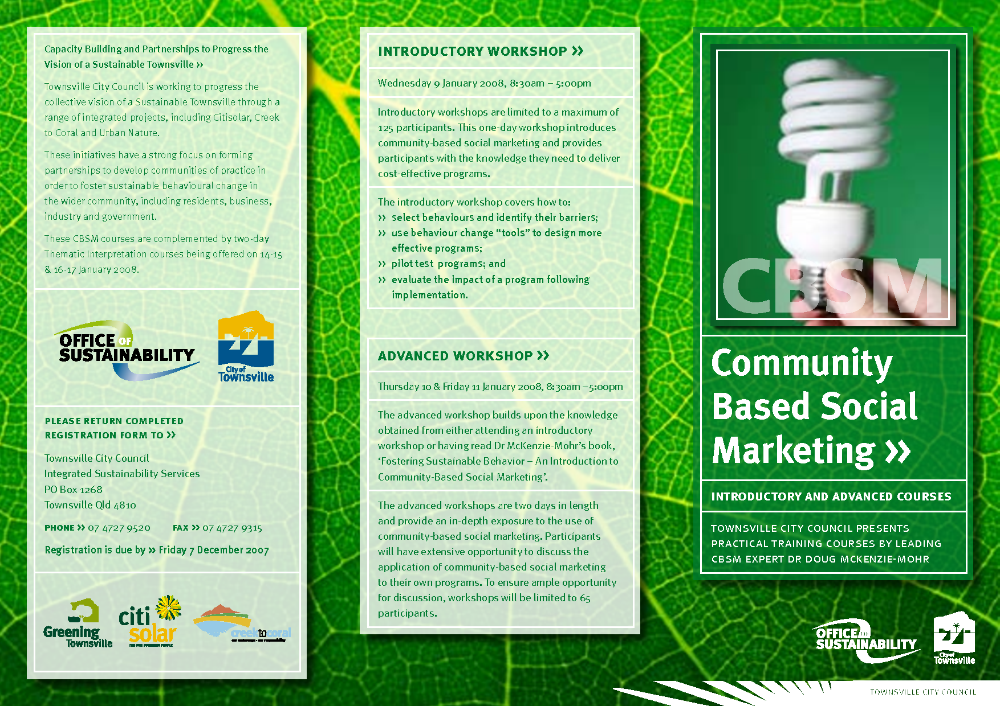 Capacity Building and Partnerships to Progress the
Vision of a Sustainable Townsville »
Townsville City Council is working to progress the
collective vision of a Sustainable Townsville through a
range of integrated projects, including Citisolar, Creek
to Coral and Urban Nature.
These initiatives have a strong focus on forming
partnerships to develop communities of practice in
order to foster sustainable behavioural change in
the wider community, including residents, business,
industry and government.
These CBSM courses are complemented by two-day
Thematic Interpretation courses being offered on 14-15
& 16-17 January 2008.
OFFICE OF
SUSTAINABILITY
City of
Townsville
PLEASE RETURN COMPLETED
REGISTRATION FORM TO »
Townsville City Council
Integrated Sustainability Services
PO Box 1268
Townsville Qld 4810
PHONE » 07 4727 9520 FAX » 07 4727 9315
Registration is due by » Friday 7 December 2007
Greening
Townsville
citi
solar
creektocoral
INTRODUCTORY WORKSHOP »
Wednesday 9 January 2008, 8:30am – 5:00pm
Introductory workshops are limited to a maximum of
125 participants. This one-day workshop introduces
community-based social marketing and provides
participants with the knowledge they need to deliver
cost-effective programs.
The introductory workshop covers how to:
» select behaviours and identify their barriers;
» use behaviour change “tools” to design more
effective programs;
» pilot test programs; and
» evaluate the impact of a program following
implementation.
ADVANCED WORKSHOP »
Thursday 10 & Friday 11 January 2008, 8:30am –5:00pm
The advanced workshop builds upon the knowledge
obtained from either attending an introductory
workshop or having read Dr McKenzie-Mohr’s book,
‘Fostering Sustainable Behavior – An Introduction to
Community-Based Social Marketing’.
The advanced workshops are two days in length
and provide an in-depth exposure to the use of
community-based social marketing. Participants
will have extensive opportunity to discuss the
application of community-based social marketing
to their own programs. To ensure ample opportunity
for discussion, workshops will be limited to 65
participants.
CBSM
Community
Based Social
Marketing »
INTRODUCTORY AND ADVANCED COURSES
TOWNSVILLE CITY COUNCIL PRESENTS
PRACTICAL TRAINING COURSES BY LEADING
CBSM EXPERT DR DOUG MCKENZIE-MOHR
OFFICE OF
SUSTAINABILITY
City of
Townsville
TOWNSVILLE CITY COUNCIL